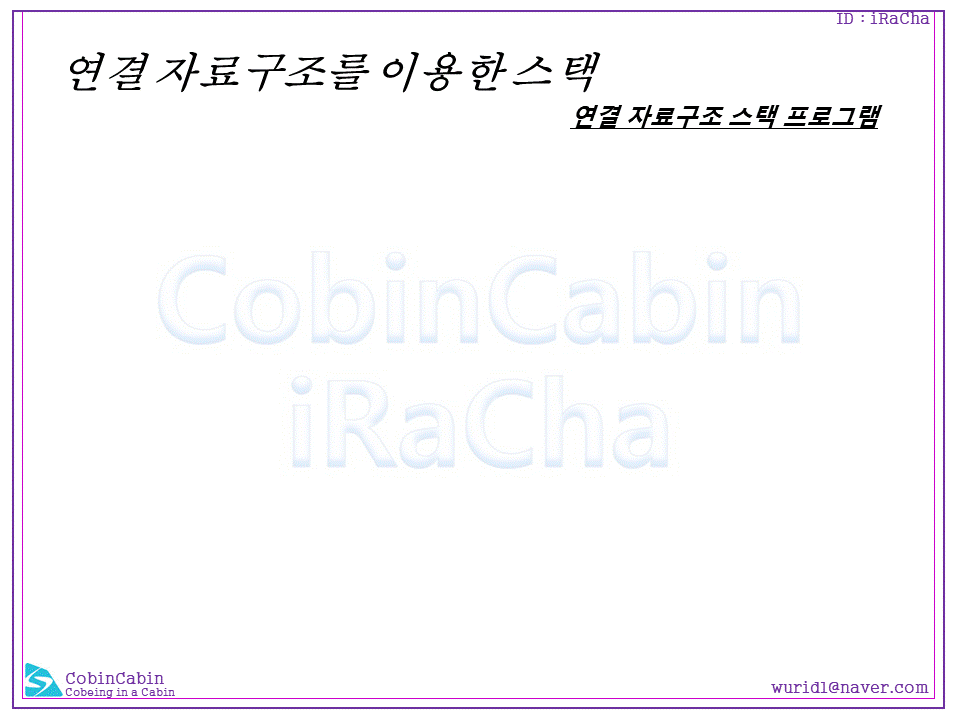 ID : iRaCha
연결 자료구조를 이용한 스택
연결 자료구조 스택 프로그램
CobinCabin
iRaCha
CobinCabin
Cobeing in a Cabin
wurid1@naver.com